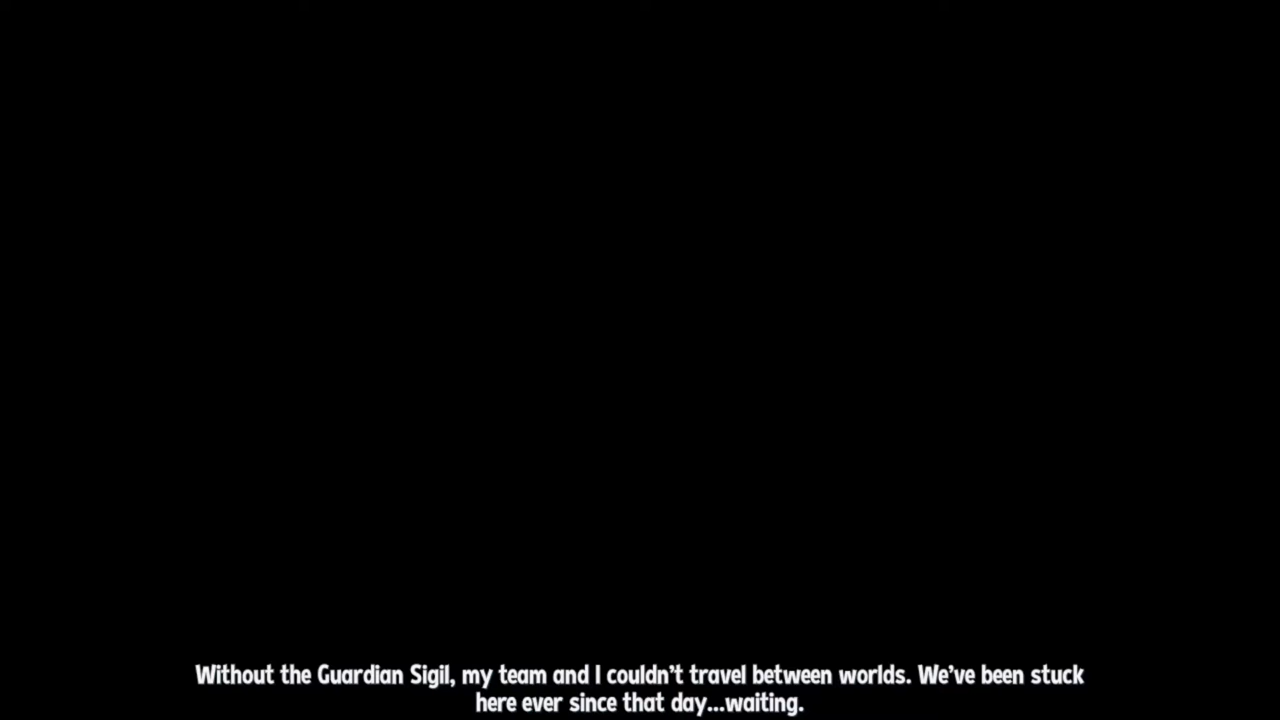 Without the Guardian Sigil, my team and I couldn't travel between worlds. We've been stuck
here ever since that day...waiting.